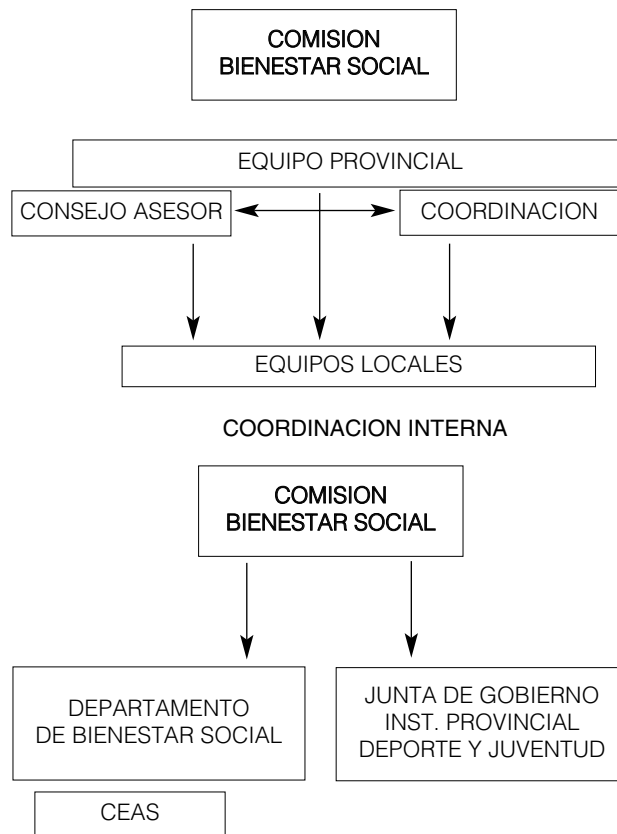 COMISION
BIENESTAR SOCIAL
EQUIPO PROVINCIAL
CONSEJO ASESOR
COORDINACION
EQUIPOS LOCALES
COORDINACION INTERNA
COMISION
BIENESTAR SOCIAL
DEPARTAMENTO
DE BIENESTAR SOCIAL
JUNTA DE GOBIERNO
INST. PROVINCIAL
DEPORTE Y JUVENTUD
CEAS